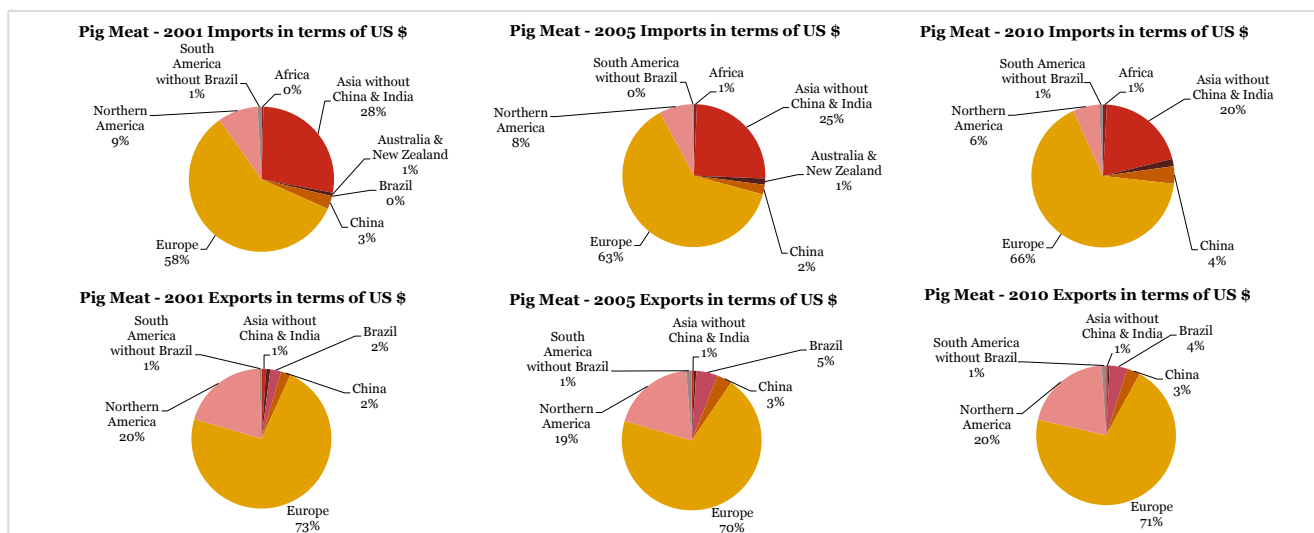 Pig Meat - 2001 Imports in terms of US $
South
America
without Brazil
1%
Africa
0%
Asia without
China & India
28%
Northern
America
9%
Australia &
New Zealand
1%
Brazil
0%
China
3%
Europe
58%
Pig Meat - 2005 Imports in terms of US $
South America
without Brazil
0%
Africa
1%
Asia without
China & India
25%
Northern
America
8%
Australia &
New Zealand
1%
China
2%
Europe
63%
Pig Meat - 2010 Imports in terms of US $
South America
without Brazil
1%
Africa
1%
Asia without
China & India
20%
Northern
America
6%
China
4%
Europe
66%
Pig Meat - 2001 Exports in terms of US $
South
America
without Brazil
1%
Asia without
China & India
1%
Brazil
2%
China
2%
Northern
America
20%
Europe
73%
Pig Meat - 2005 Exports in terms of US $
South
America
without Brazil
1%
Asia without
China & India
1%
Brazil
5%
China
3%
Northern
America
19%
Europe
70%
Pig Meat - 2010 Exports in terms of US $
South America
without Brazil
1%
Asia without
China & India
1%
Brazil
4%
China
3%
Northern
America
20%
Europe
71%